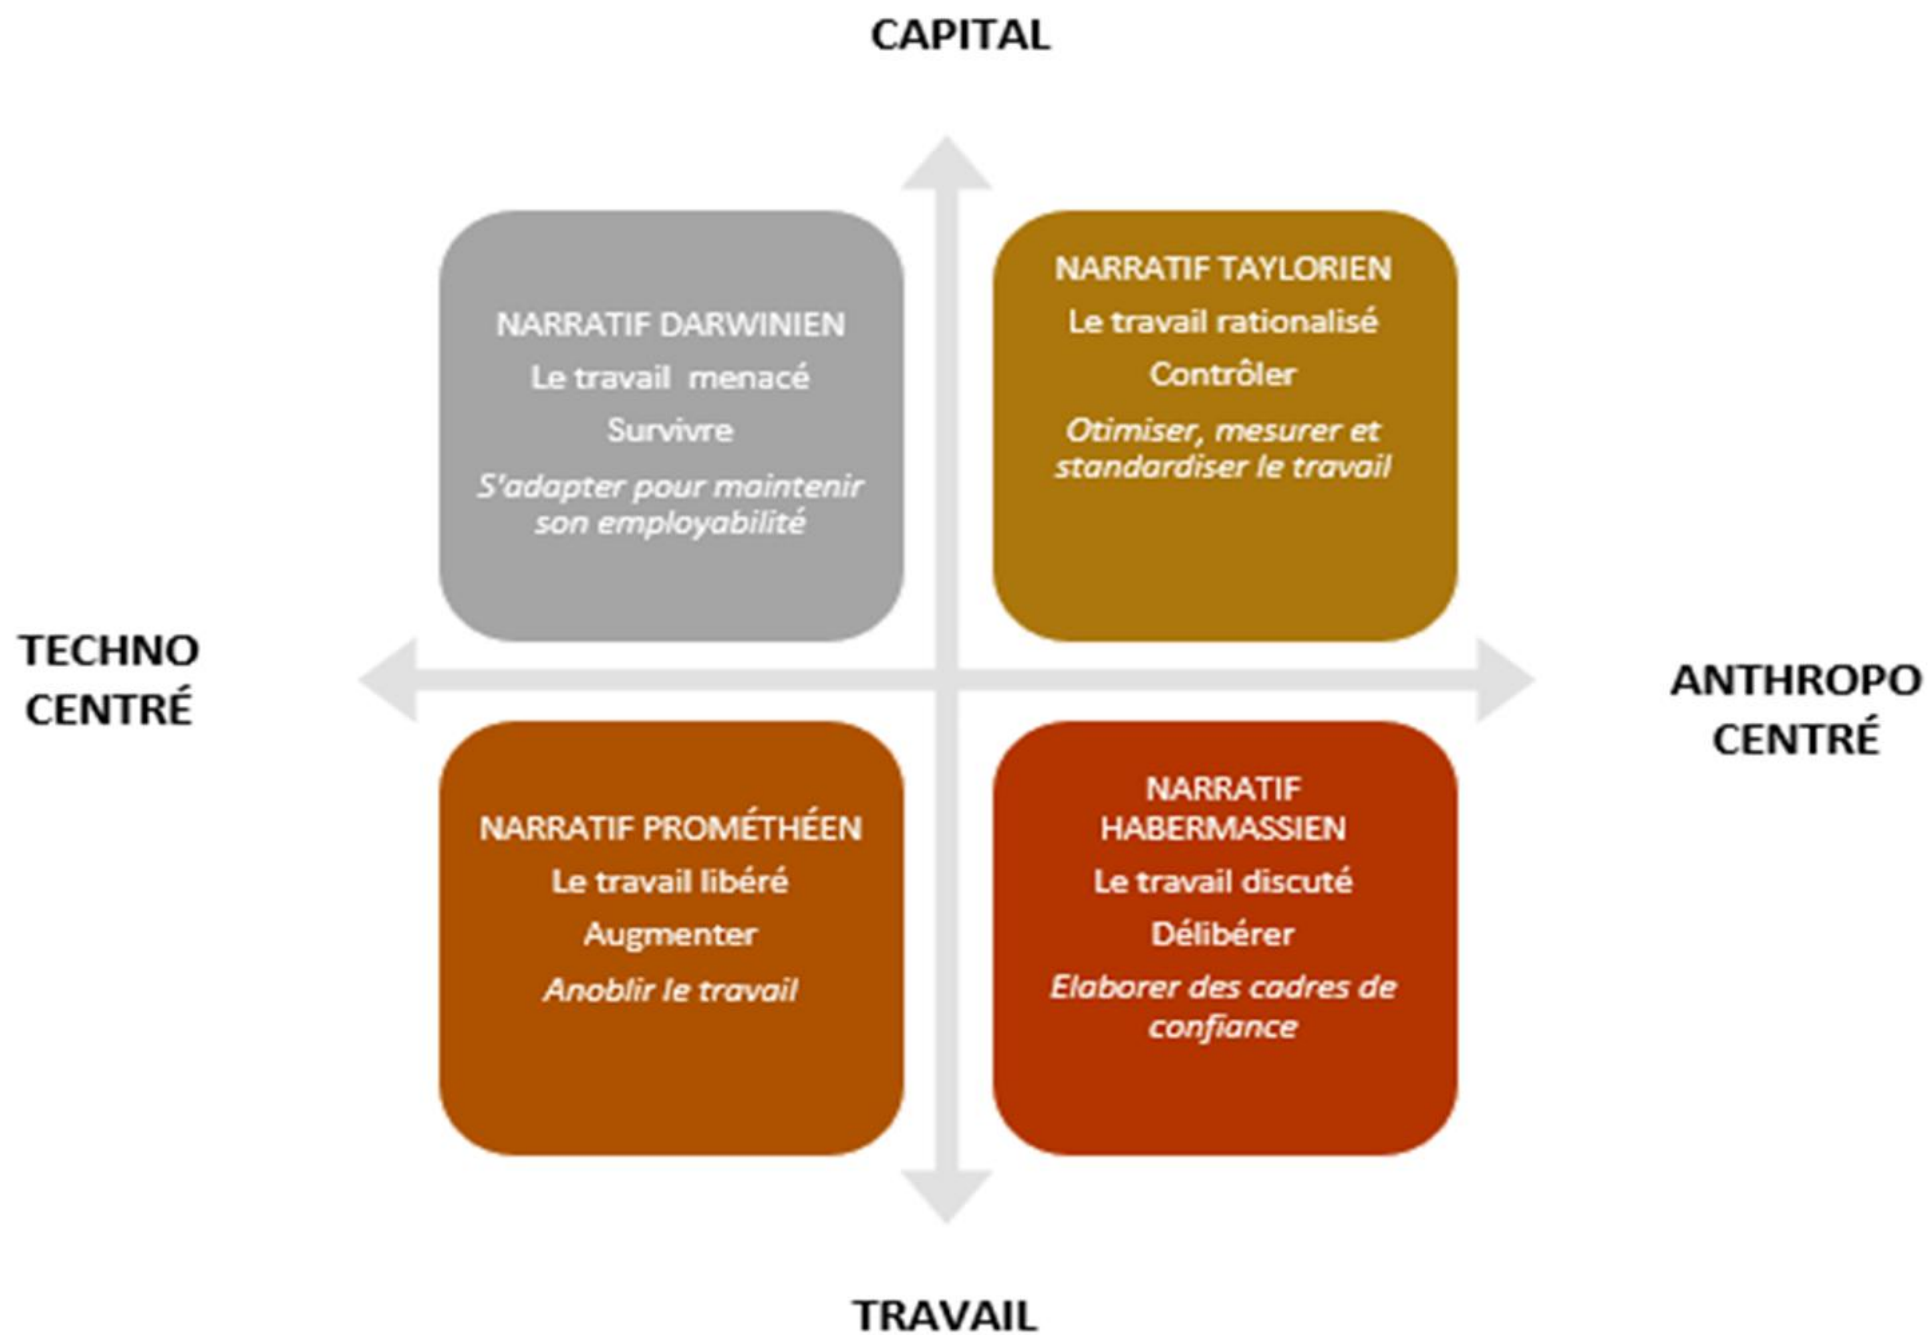 CAPITAL
NARRATIF DARWINIEN
Le travail menacé
Survivre
S'adapter pour maintenir
son employabilité
NARRATIF TAYLORIEN
Le travail rationalisé
Contrôler
Otimiser, mesurer et
standardiser le travail
TECHNO
CENTRÉ
ANTHROPO
CENTRÉ
NARRATIF PROMÉTHÉEN
Le travail libéré
Augmenter
Anoblir le travail
NARRATIF
HABERMASSIEN
Le travail discuté
Délibérer
Elaborer des cadres de
confiance
TRAVAIL